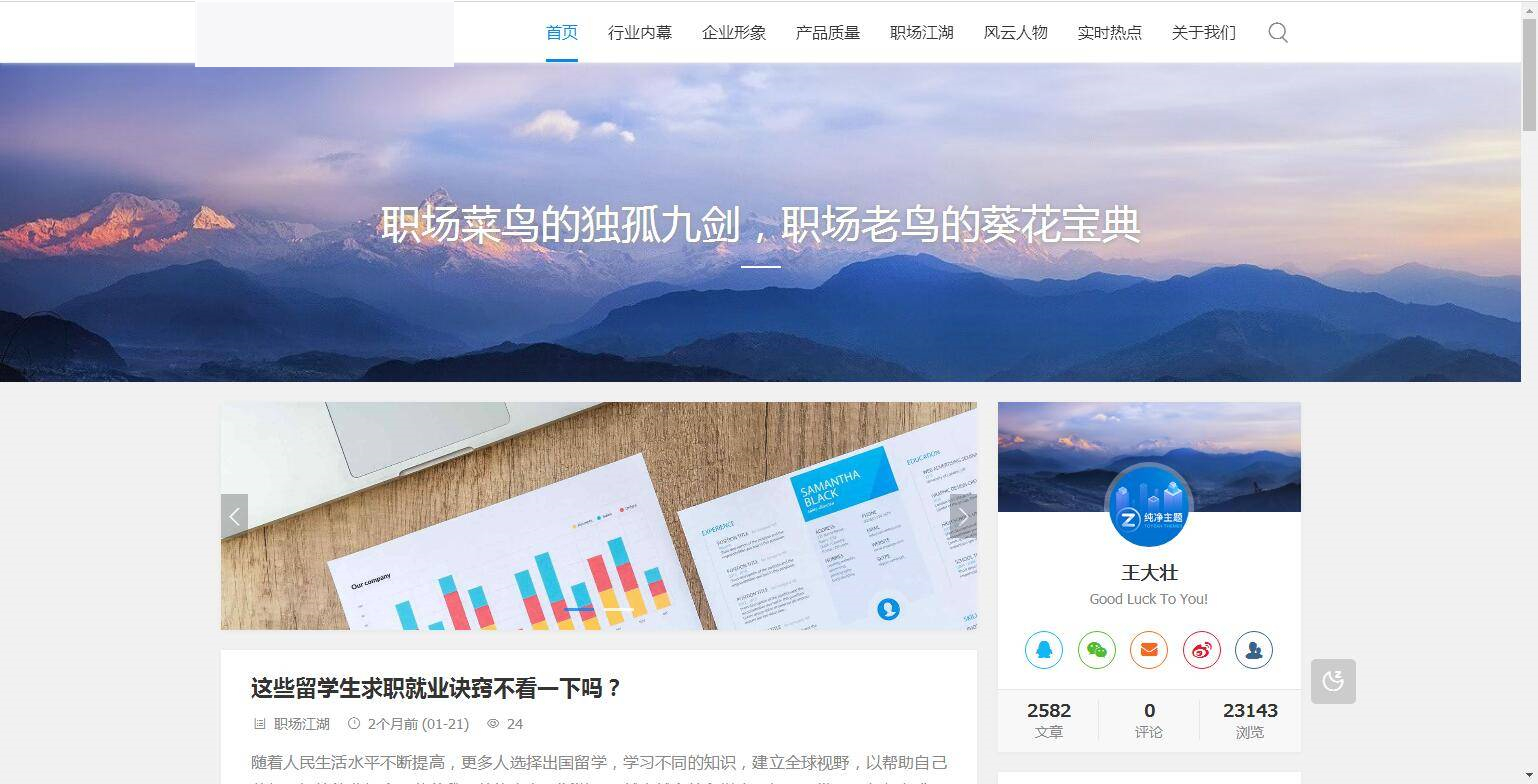 首页 行业内幕 企业形象 产品质量 职场江湖 风云人物 实时热点 关于我们
职场菜鸟的独孤九剑，职场老鸟的葵花宝典
Our company
SAMANTHA
BLACK
EXPERIENCE
EDUCATION
纯净主题
王大壮
Good Luck To You!
这些留学生求职就业诀窍不看一下吗？
职场江湖 2个月前 (01-21) 24
2582 0 23143
文章 评论 浏览
随着人民生活水平不断提高，更多人选择出国留学，学习不同的知识，建立全球视野，以帮助自己